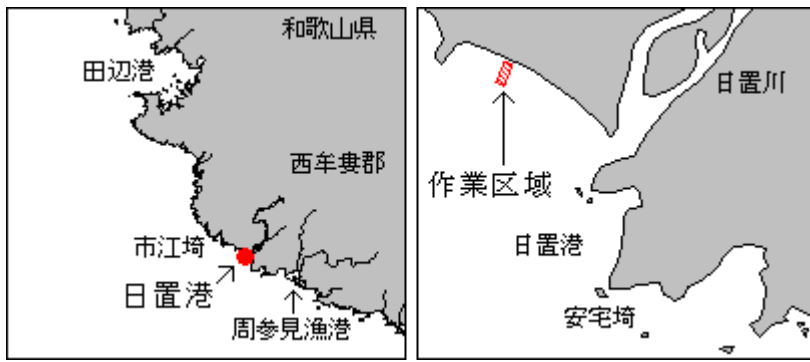 和歌山県
田辺港
西牟婁郡
市江埼
日置港
周参見漁港
日置川
作業区域
日置港
安宅埼